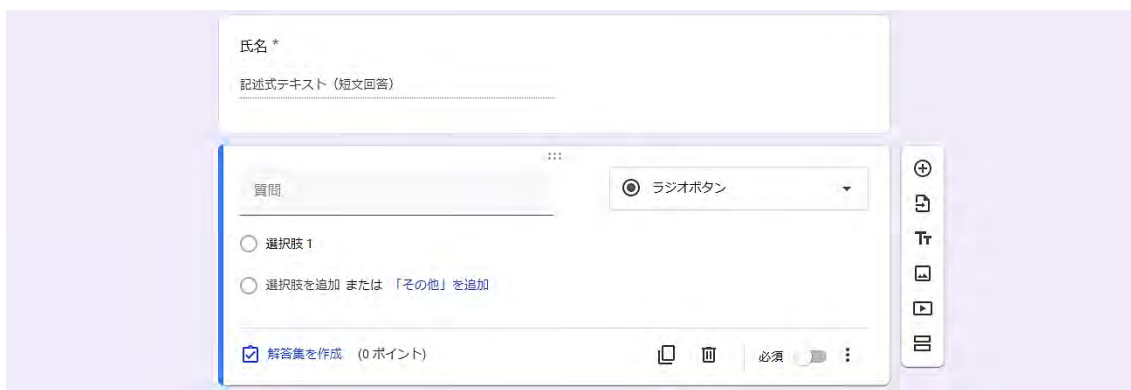 氏名 *
記述式テキスト（短文回答）
質問
ラジオボタン
選択肢 1
選択肢を追加 または 「その他」を追加
解答集を作成 (0 ポイント)
必須
Tт